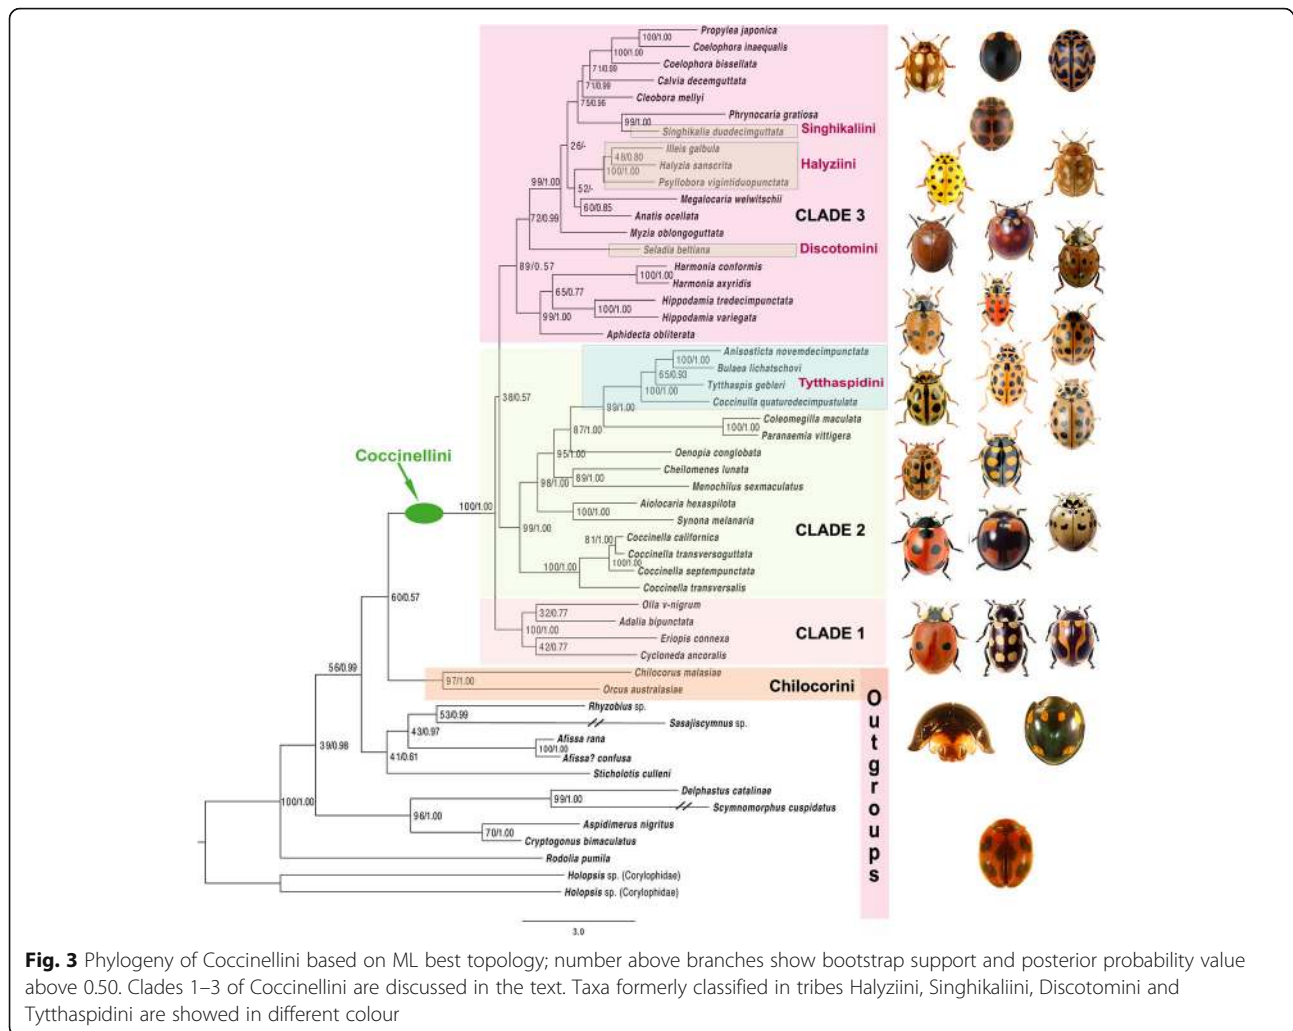 Propylea japonica
100/1.00
Coelophora inaequalis
100/1.00
Coelophora bissellata
71/0.99
Calvia decemguttata
71/0.99
Cleobora mellyi
75/0.96
Phrynocaria gratiosa
99/1.00
Singhikalia duodecimguttata
Singhikaliini
26/-
Illeis galbula
48/0.80
Halyzia sanscrita
Halyziini
100/1.00
Psyllobora vigintiduopunctata
99/1.00
52/-
Megalocaria welwitschii
60/0.85
Anatis ocellata
CLADE 3
72/0.99
Myzia oblongoguttata
Seladia beltiana
Discotomini
89/0.57
Harmonia conformis
100/1.00
Harmonia axyridis
65/0.77
Hippodamia tredecimpunctata
100/1.00
Hippodamia variegata
99/1.00
Aphidecta obliterata
Anisosticta novemdecimpunctata
100/1.00
Bulaea lichatschovi
65/0.93
Tytthaspis gebleri
Tytthaspidini
100/1.00
38/0.57
Coccinulla quaturodecimpustulata
99/1.00
Coleomegilla maculata
87/1.00
100/1.00
Paranaemia vittigera
Oenopia conglobata
95/1.00
Coccinellini
Cheilomenes lunata
89/1.00
98/1.00
Menochilus sexmaculatus
Aiolocaria hexaspilota
100/1.00
100/1.00
Synona melanaria
99/1.00
CLADE 2
Coccinella californica
81/1.00
Coccinella transversoguttata
100/1.00
100/1.00
Coccinella septempunctata
Coccinella transversalis
60/0.57
Olla v-nigrum
32/0.77
Adalia bipunctata
100/1.00
CLADE 1
Eriopis connexa
42/0.77
Cycloneda ancoralis
56/0.99
Chilocorus malasiae
97/1.00
Chilocorini
Orcus australasiae
Outgroups
Rhyzobius sp.
53/0.99
Sasajiscymnus sp.
43/0.97
Afissa rana
39/0.98
100/1.00
41/0.61
Afissa? confusa
Sticholotis culleni
Delphastus catalinae
99/1.00
100/1.00
Scymnomorphus cuspidatus
96/1.00
Aspidimerus nigritus
70/1.00
Cryptogonus bimaculatus
Rodolia pumila
Holopsis sp. (Corylophidae)
Holopsis sp. (Corylophidae)
3.0
Fig. 3 Phylogeny of Coccinellini based on ML best topology; number above branches show bootstrap support and posterior probability value
above 0.50. Clades 1–3 of Coccinellini are discussed in the text. Taxa formerly classified in tribes Halyziini, Singhikaliini, Discotomini and
Tytthaspidini are showed in different colour